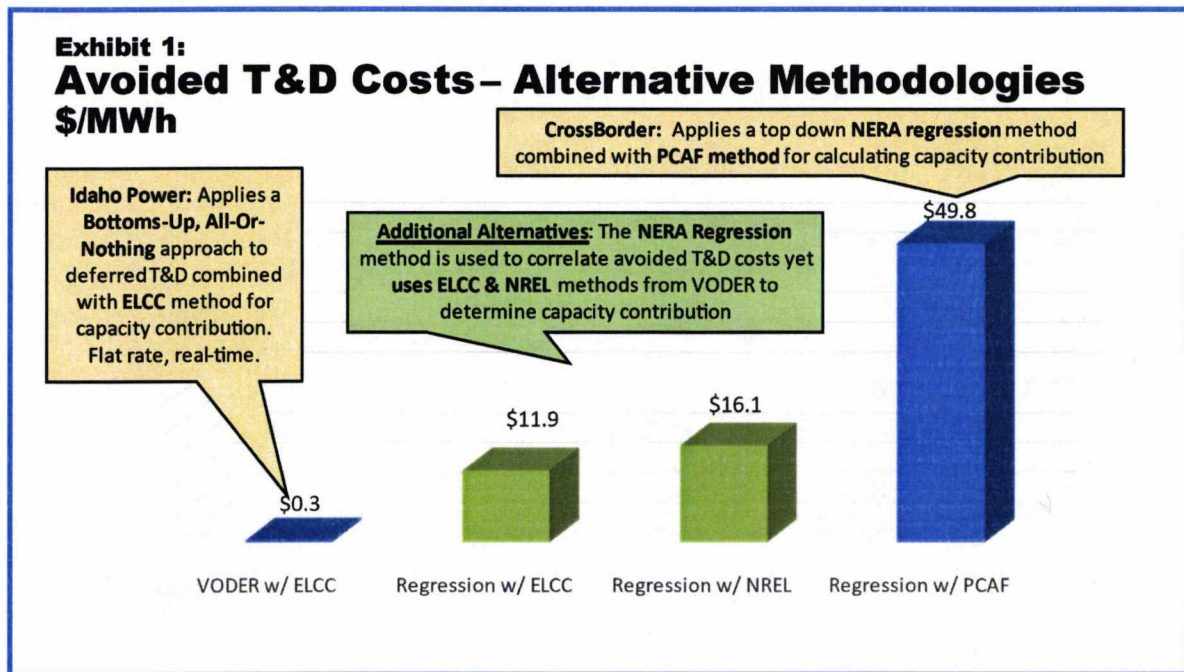 Exhibit 1:
Avoided T&D Costs – Alternative Methodologies
$/MWh
CrossBorder: Applies a top down NERA regression method
combined with PCAF method for calculating capacity contribution
Idaho Power: Applies a
Bottoms-Up, All-Or-
Nothing approach to
deferred T&D combined
with ELCC method for
capacity contribution.
Flat rate, real-time.
Additional Alternatives: The NERA Regression
method is used to correlate avoided T&D costs yet
uses ELCC & NREL methods from VODER to
determine capacity contribution
$49.8
$16.1
$11.9
$0.3
VODER w/ ELCC
Regression w/ ELCC
Regression w/ NREL
Regression w/ PCAF